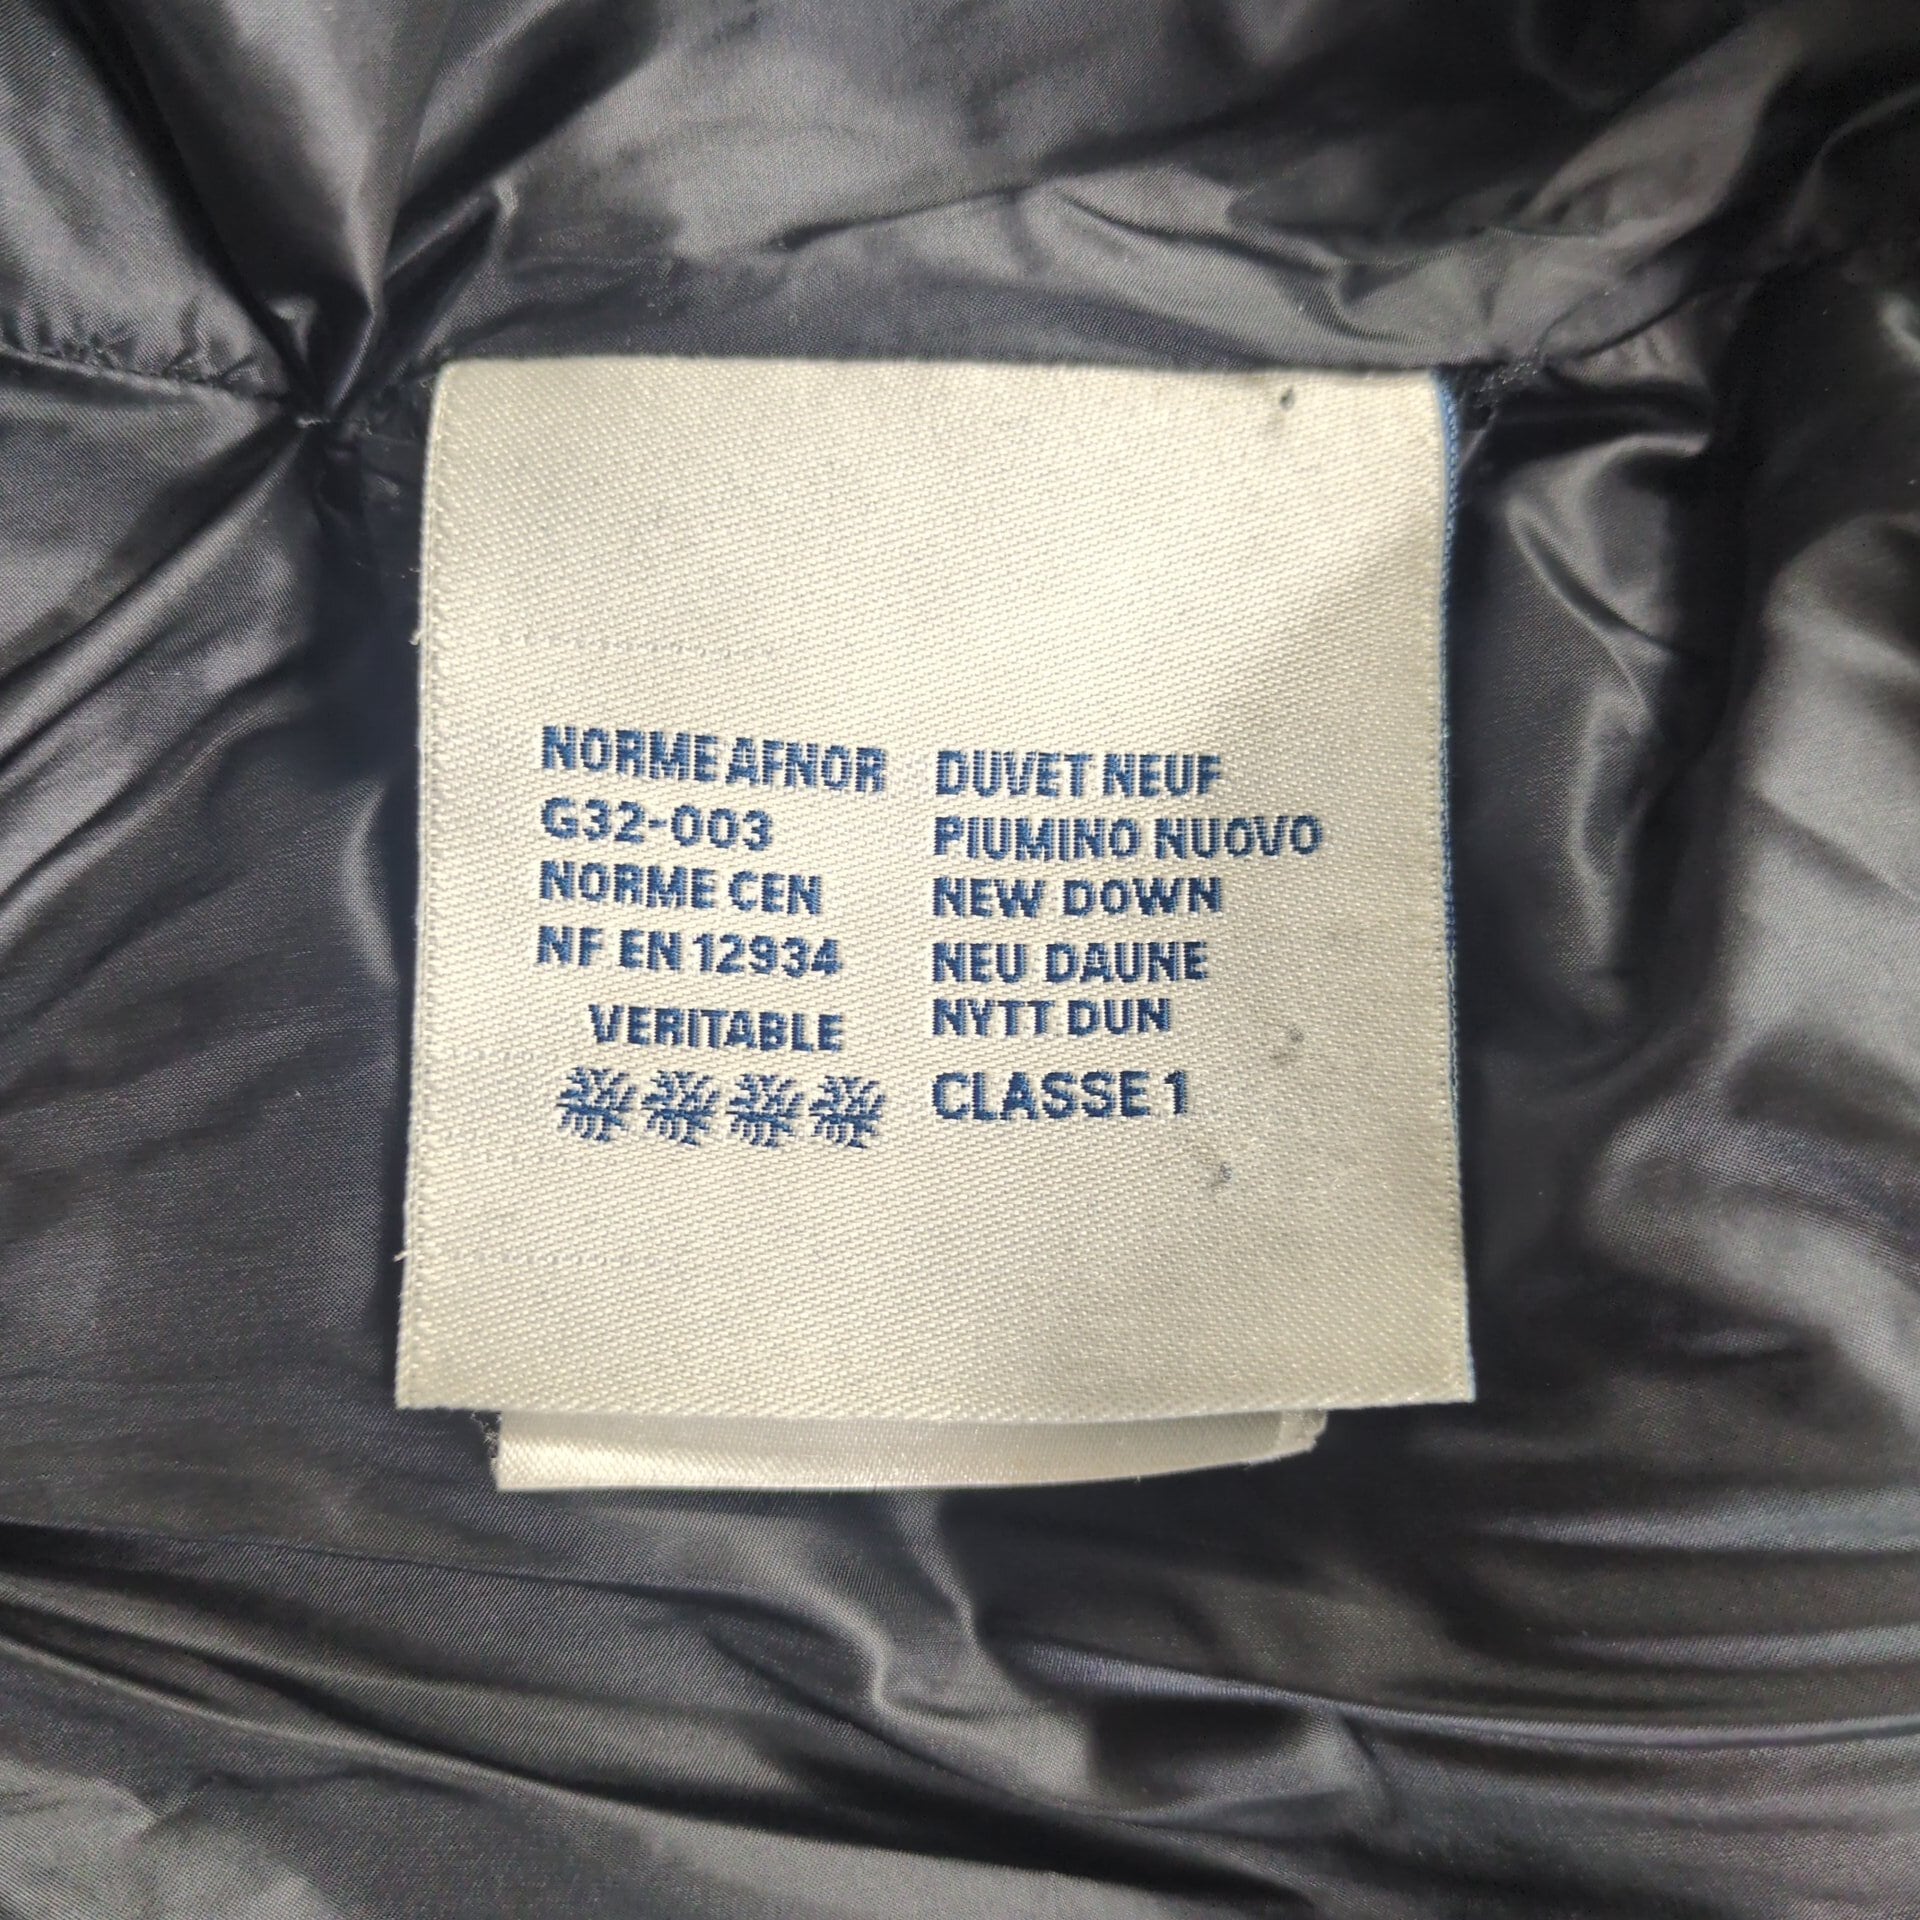 NORME AFNOR
G32-003
NORME CEN
NF EN 12934
VERITABLE
DUVET NEUF
PIUMINO NUOVO
NEW DOWN
NEU DAUNE
NYTT DUN
CLASSE 1